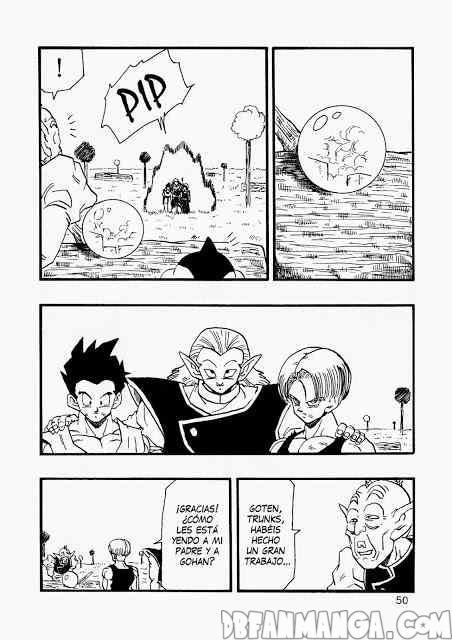 PIP
!
GOTEN,
TRUNKS,
HABÉIS
HECHO
UN GRAN
TRABAJO...
¡GRACIAS!
¿CÓMO
LES ESTÁ
YENDO A MI
PADRE Y A
GOHAN?
50
DBFANMANGA.COM